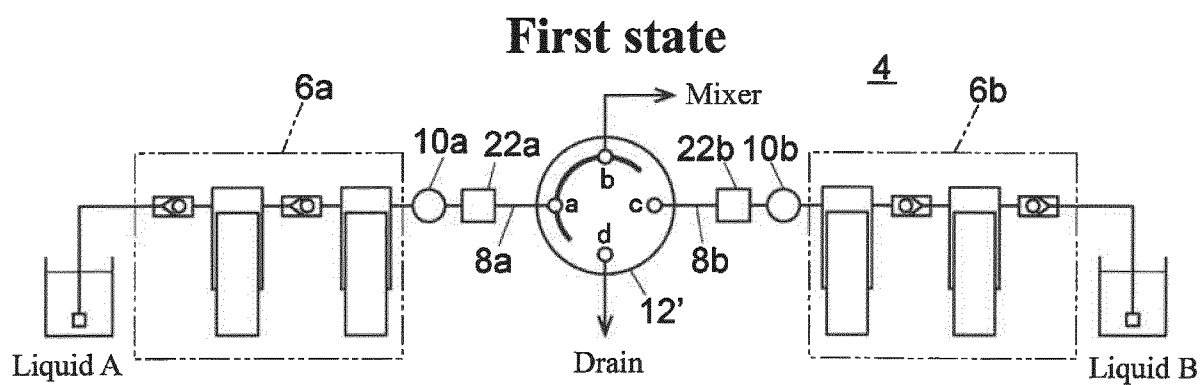 First state
4
6a
Mixer
6b
10a
22a
22b
10b
b
a
c
d
8a
8b
12'
Liquid A
Drain
Liquid B